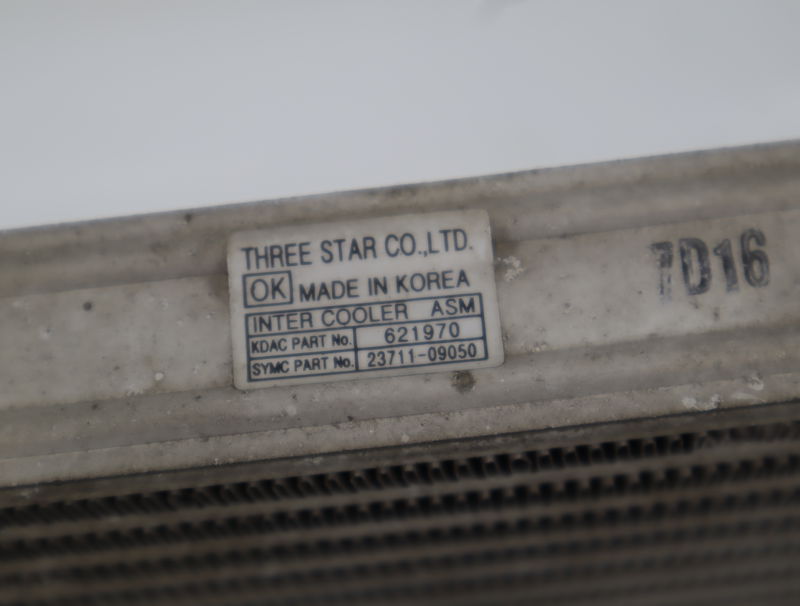 THREE STAR CO.,LTD.
OK MADE IN KOREA
INTER COOLER ASM
KDAC PART No. 621970
SYMC PART No. 23711-09050
7D16